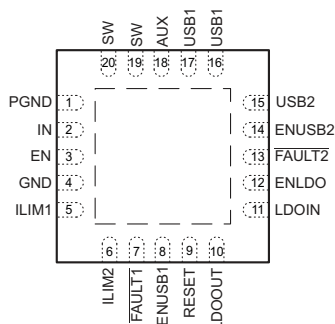 SW
SW
AUX
USB1
USB1
20
19
18
17
16
PGND 1
IN 2
EN 3
GND 4
ILIM1 5
15 USB2
14 ENUSB2
13 FAULT2
12 ENLDO
11 LDOIN
6
7
8
9
10
ILIM2
FAULT1
ENUSB1
RESET
LDOOUT